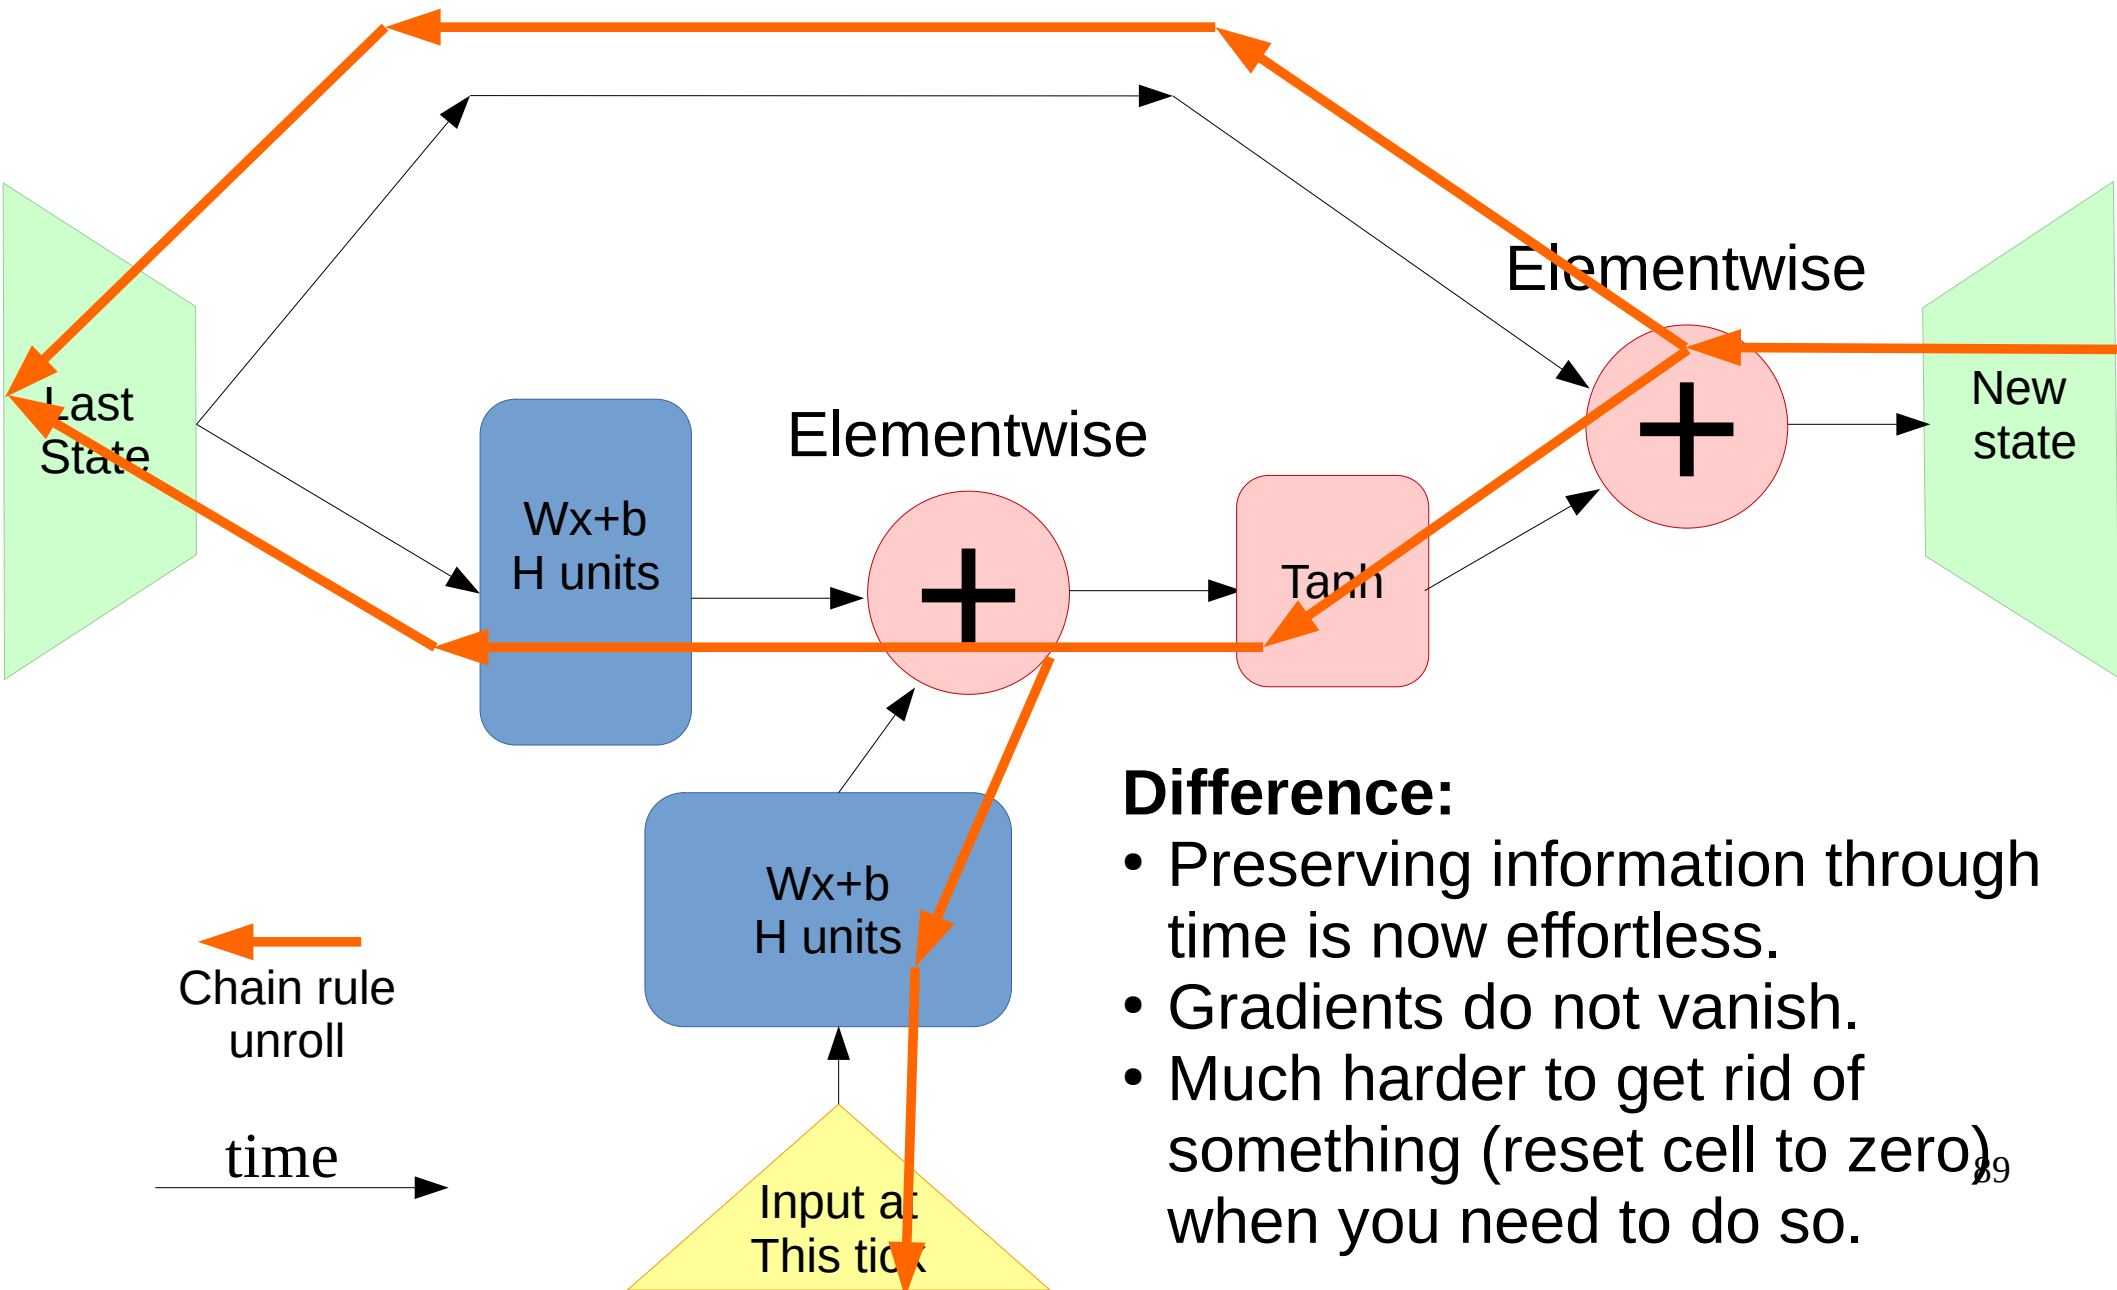 Elementwise
Last
State
New
state
Elementwise
Wx+b
H units
+
+
Tanh
Wx+b
H units
Chain rule
unroll
time
Input at
This tick
Difference:
• Preserving information through
time is now effortless.
• Gradients do not vanish.
• Much harder to get rid of
something (reset cell to zero)
when you need to do so.
89